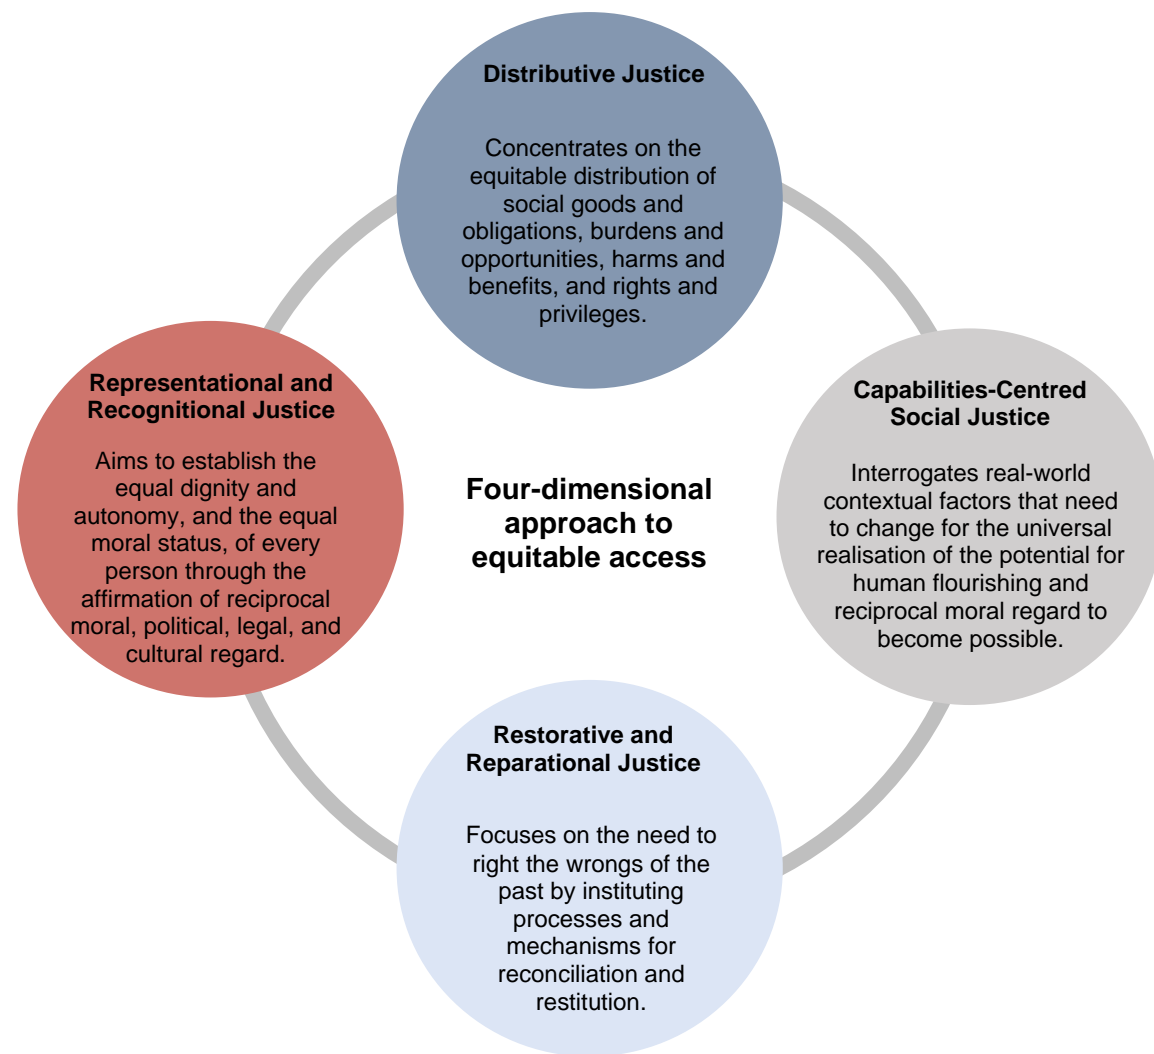 Distributive Justice
Concentrates on the
equitable distribution of
social goods and
obligations, burdens and
opportunities, harms and
benefits, and rights and
privileges.
Representational and
Recognitional Justice
Aims to establish the
equal dignity and
autonomy, and the equal
moral status, of every
person through the
affirmation of reciprocal
moral, political, legal, and
cultural regard.
Four-dimensional
approach to
equitable access
Capabilities-Centred
Social Justice
Interrogates real-world
contextual factors that need
to change for the universal
realisation of the potential for
human flourishing and
reciprocal moral regard to
become possible.
Restorative and
Reparational Justice
Focuses on the need to
right the wrongs of the
past by instituting
processes and
mechanisms for
reconciliation and
restitution.